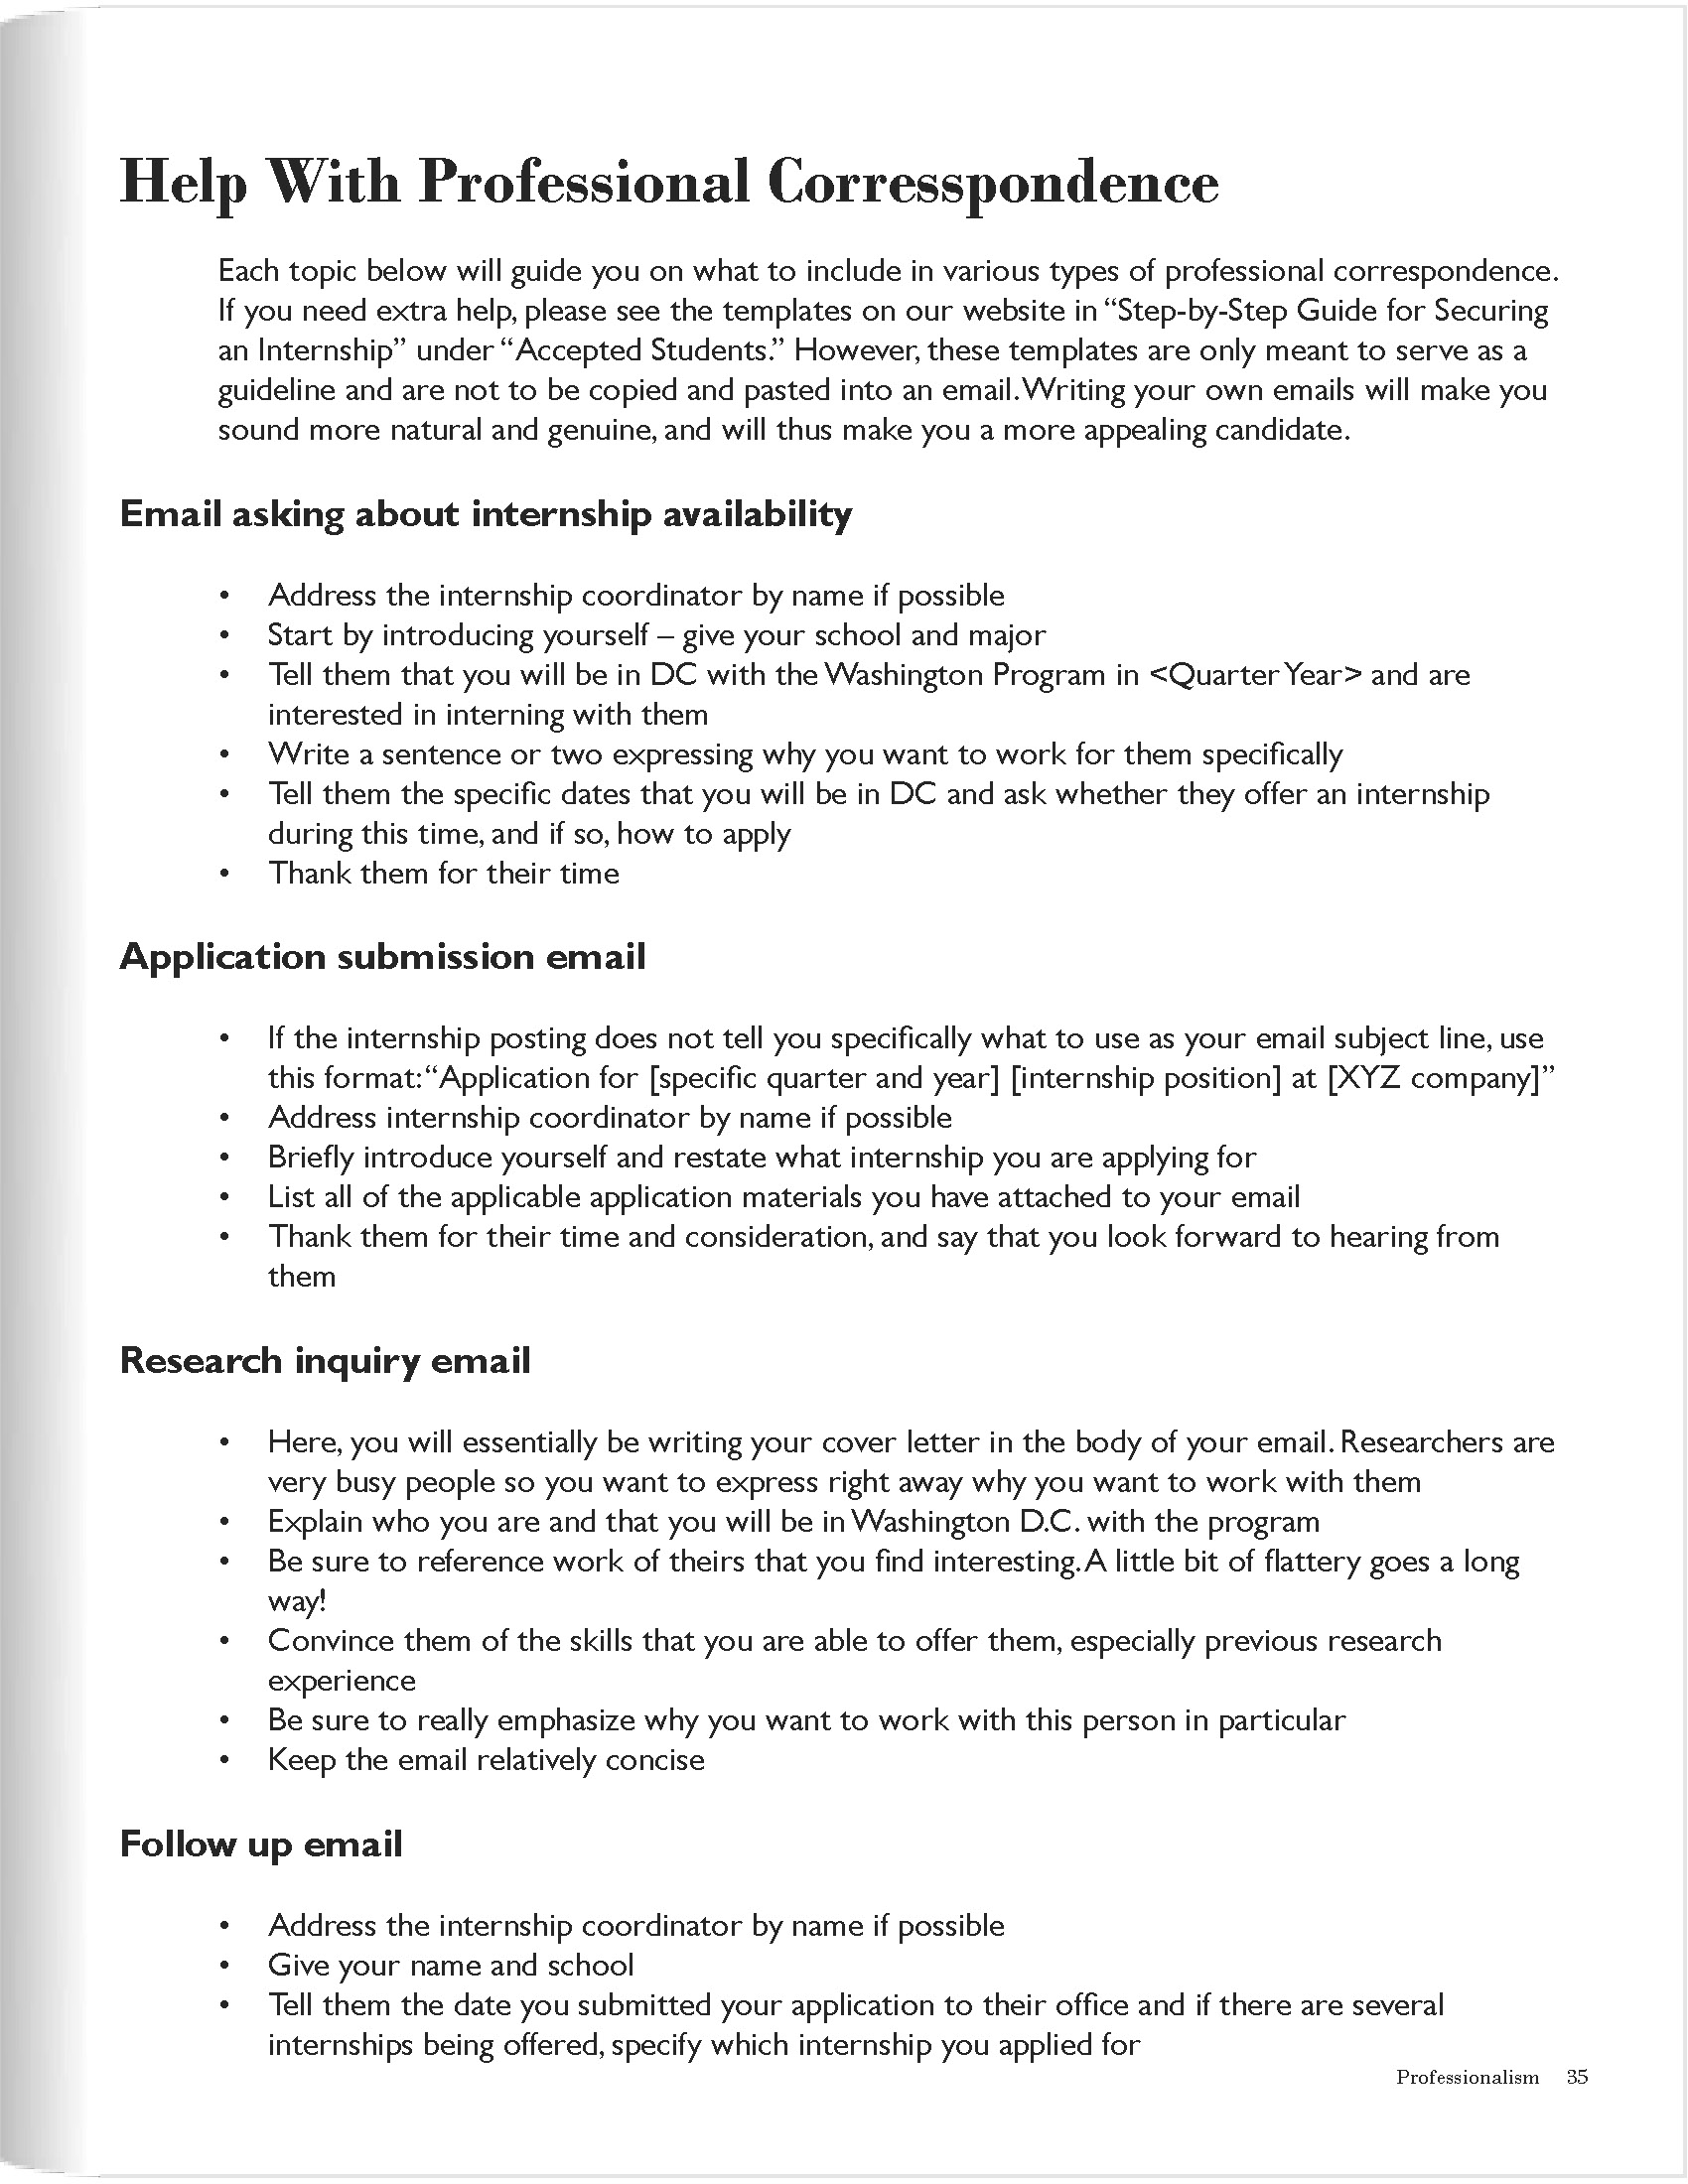 Help With Professional Corresspondence
Each topic below will guide you on what to include in various types of professional correspondence.
If you need extra help, please see the templates on our website in “Step-by-Step Guide for Securing
an Internship” under “Accepted Students.” However, these templates are only meant to serve as a
guideline and are not to be copied and pasted into an email. Writing your own emails will make you
sound more natural and genuine, and will thus make you a more appealing candidate.
Email asking about internship availability
• Address the internship coordinator by name if possible
• Start by introducing yourself – give your school and major
• Tell them that you will be in DC with the Washington Program in <Quarter Year> and are
interested in interning with them
• Write a sentence or two expressing why you want to work for them specifically
• Tell them the specific dates that you will be in DC and ask whether they offer an internship
during this time, and if so, how to apply
• Thank them for their time
Application submission email
• If the internship posting does not tell you specifically what to use as your email subject line, use
this format: “Application for [specific quarter and year] [internship position] at [XYZ company]”
• Address internship coordinator by name if possible
• Briefly introduce yourself and restate what internship you are applying for
• List all of the applicable application materials you have attached to your email
• Thank them for their time and consideration, and say that you look forward to hearing from
them
Research inquiry email
• Here, you will essentially be writing your cover letter in the body of your email. Researchers are
very busy people so you want to express right away why you want to work with them
• Explain who you are and that you will be in Washington D.C. with the program
• Be sure to reference work of theirs that you find interesting. A little bit of flattery goes a long
way!
• Convince them of the skills that you are able to offer them, especially previous research
experience
• Be sure to really emphasize why you want to work with this person in particular
• Keep the email relatively concise
Follow up email
• Address the internship coordinator by name if possible
• Give your name and school
• Tell them the date you submitted your application to their office and if there are several
internships being offered, specify which internship you applied for
Professionalism 35